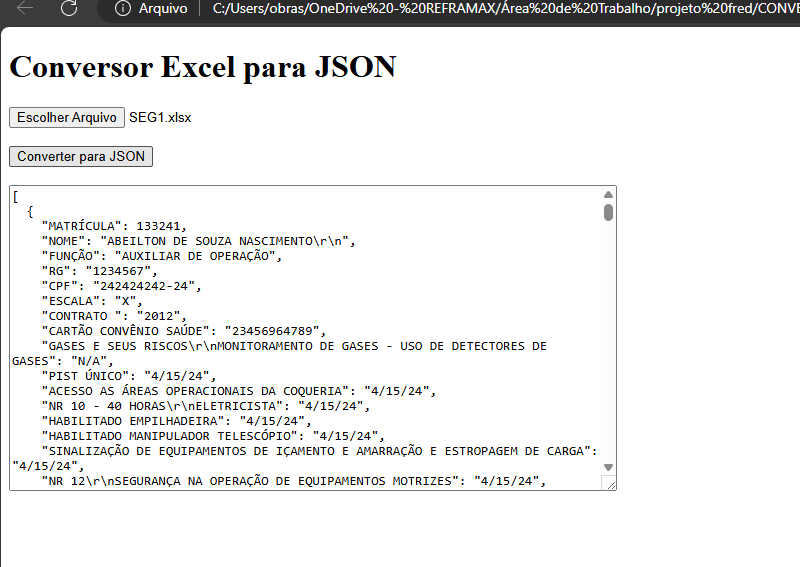 Arquivo C:/Users/obras/OneDrive%20-%20REFRAMAX/Área%20de%20Trabalho/projeto%20fred/CONVE
Conversor Excel para JSON
Escolher Arquivo SEG1.xlsx
Converter para JSON
[
{
"MATRÍCULA": 133241,
"NOME": "ABEILTON DE SOUZA NASCIMENTO\r\n",
"FUNÇÃO": "AUXILIAR DE OPERAÇÃO",
"RG": "1234567",
"CPF": "242424242-24",
"ESCALA": "X",
"CONTRATO ": "2012",
"CARTÃO CONVÊNIO SAÚDE": "23456964789",
"GASES E SEUS RISCOS\r\nMONITORAMENTO DE GASES - USO DE DETECTORES DE
GASES": "N/A",
"PIST ÚNICO": "4/15/24",
"ACESSO AS ÁREAS OPERACIONAIS DA COQUERIA": "4/15/24",
"NR 10 - 40 HORAS\r\nELETRICISTA": "4/15/24",
"HABILITADO EMPILHADEIRA": "4/15/24",
"HABILITADO MANIPULADOR TELESCÓPIO": "4/15/24",
"SINALIZAÇÃO DE EQUIPAMENTOS DE IÇAMENTO E AMARRAÇÃO E ESTROPAGEM DE CARGA":
"4/15/24",
"NR 12\r\nSEGURANÇA NA OPERAÇÃO DE EQUIPAMENTOS MOTRIZES": "4/15/24",